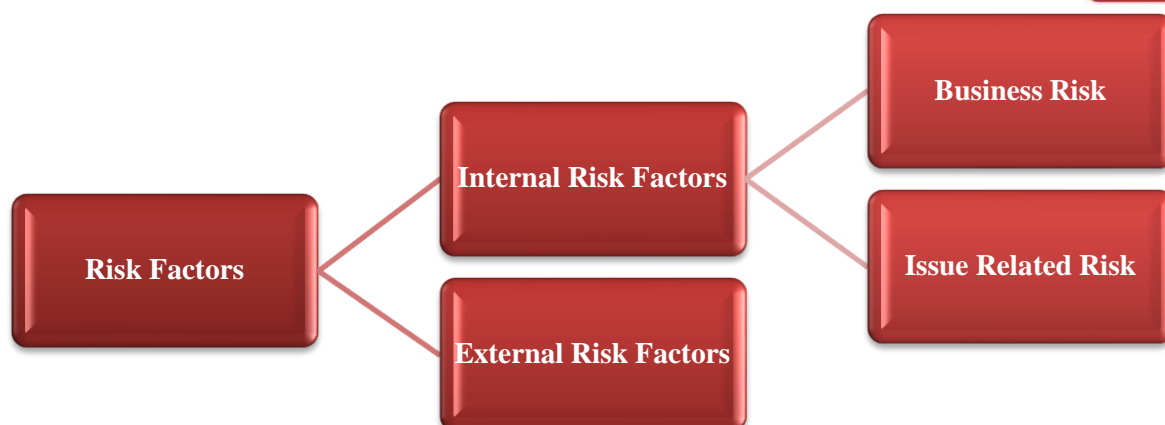 Business Risk
Internal Risk Factors
Risk Factors
Issue Related Risk
External Risk Factors